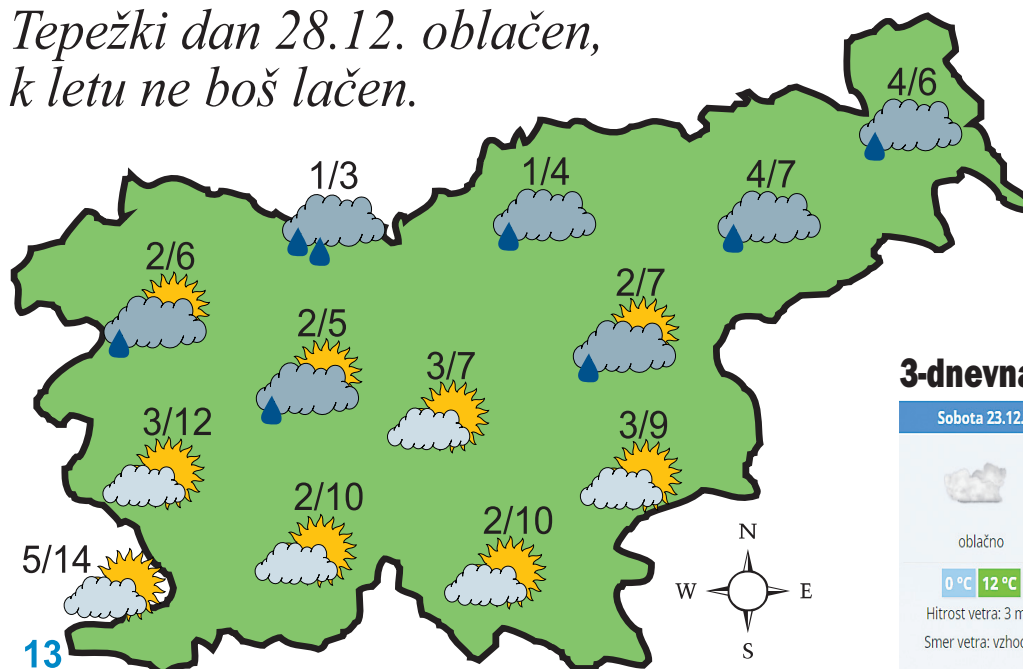 Tepežki dan 28.12. oblačen,
k letu ne boš lačen.
4/6
1/3
1/4
4/7
2/6
2/7
2/5
3/7
3/12
3/9
2/10
2/10
5/14
N
W
E
S
13
3-dnevna
Sobota 23.12.
oblačno
0 °C 12 °C
Hitrost vetra: 3 m
Smer vetra: vzhod